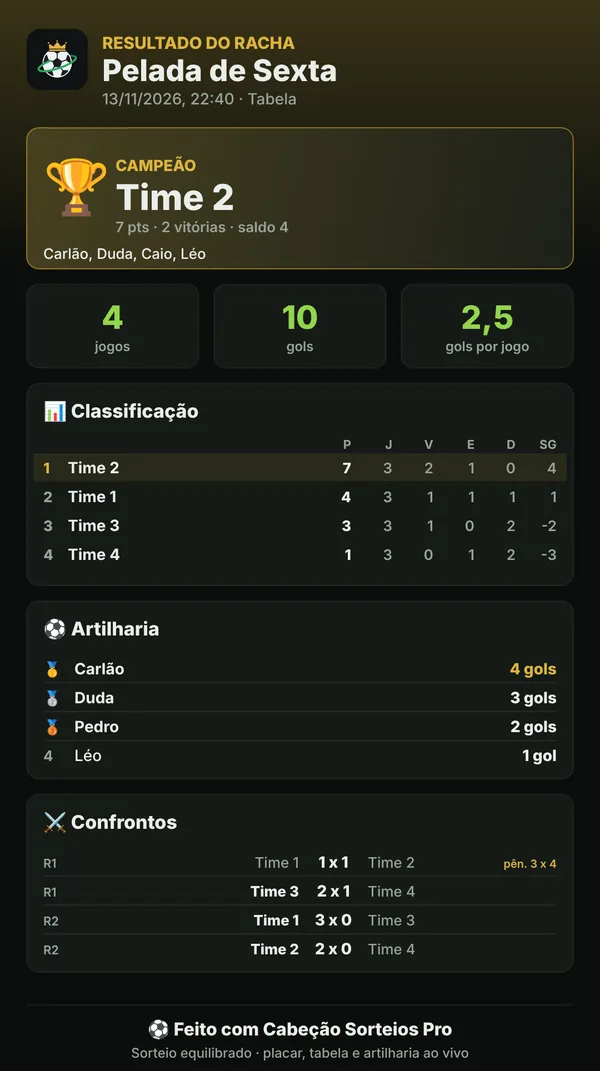 RESULTADO DO RACHA
Pelada de Sexta
13/11/2026, 22:40 · Tabela
CAMPEÃO
Time 2
7 pts · 2 vitórias · saldo 4
Carlão, Duda, Caio, Léo
4 10 2,5
jogos gols gols por jogo
Classificação
P J V E D SG
1 Time 2 7 3 2 1 0 4
2 Time 1 4 3 1 1 1 1
3 Time 3 3 3 1 0 2 -2
4 Time 4 1 3 0 1 2 -3
Artilharia
Carlão 4 gols
Duda 3 gols
Pedro 2 gols
4 Léo 1 gol
Confrontos
R1 Time 1 1 x 1 Time 2 pên. 3 x 4
R1 Time 3 2 x 1 Time 4
R2 Time 1 3 x 0 Time 3
R2 Time 2 2 x 0 Time 4
Feito com Cabeção Sorteios Pro
Sorteio equilibrado · placar, tabela e artilharia ao vivo